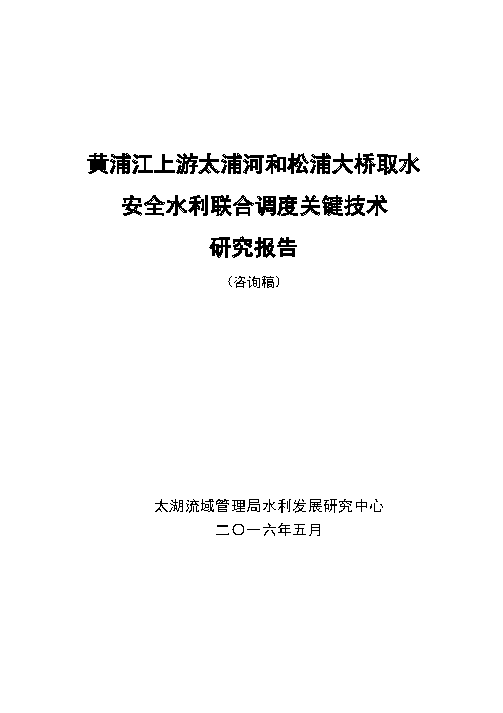 黄浦江上游太浦河和松浦大桥取水
安全水利联合调度关键技术
研究报告
（咨询稿）
太湖流域管理局水利发展研究中心
二〇一六年五月